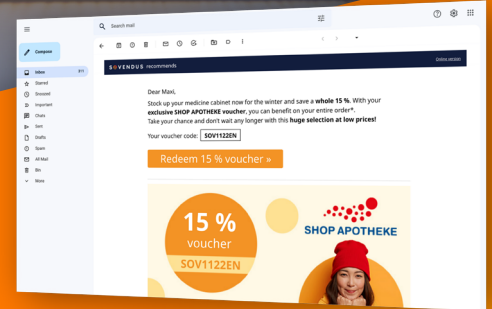 Search mail
Compose
Inbox
Starred
Snoozed
Important
Chats
Sent
Drafts
Spam
All Mail
Bin
More
SOVENDUS recommends
Online version
Dear Maxi,
Stock up your medicine cabinet now for the winter and save a whole 15 %. With your
exclusive SHOP APOTHEKE voucher, you can benefit on your entire order*.
Take your chance and don't wait any longer with this huge selection at low prices!
Your voucher code: SOV1122EN
Redeem 15 % voucher »
15 %
voucher
SOV1122EN
SHOP APOTHEKE